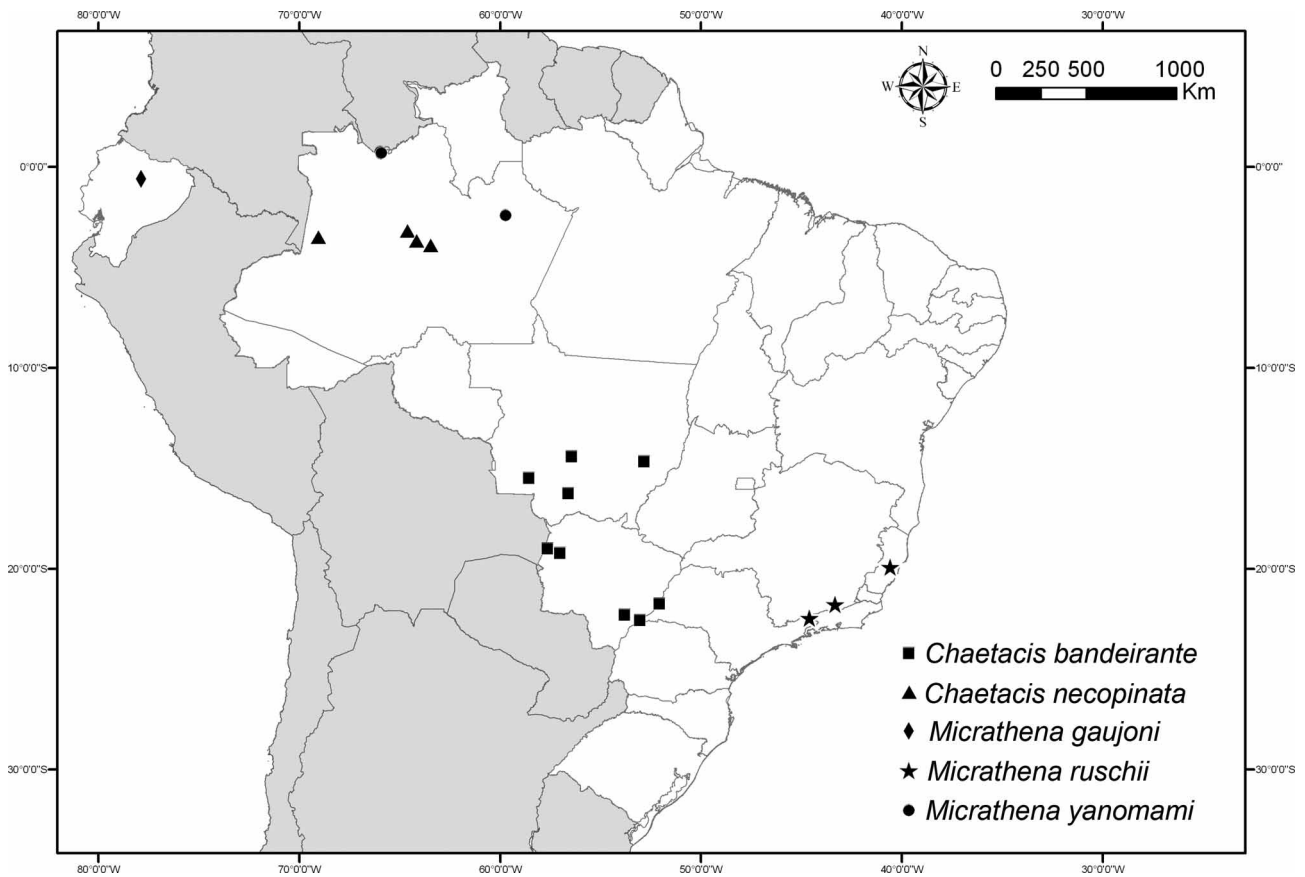 80°0'0"W 70°0'0"W 60°0'0"W 50°0'0"W 40°0'0"W 30°0'0"W
N
W E
S
0 250 500 1000
Km
0°0'0" 0°0'0"
10°0'0"S 10°0'0"S
20°0'0"S 20°0'0"S
30°0'0"S 30°0'0"S
Chaetacis bandeirante
Chaetacis necopinata
Micrathena gaujoni
Micrathena ruschii
Micrathena yanomami
80°0'0"W 70°0'0"W 60°0'0"W 50°0'0"W 40°0'0"W 30°0'0"W